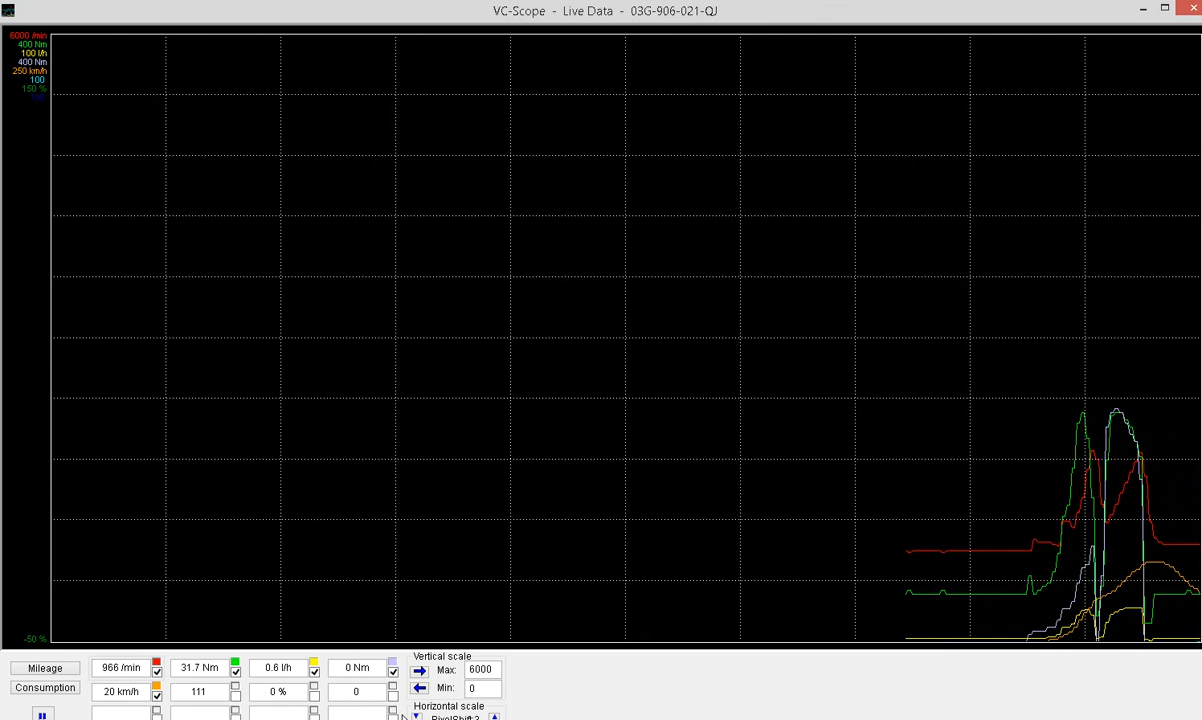 VC-Scope - Live Data - 03G-906-021-QJ
6000 /min
400 Nm
100 l/h
400 Nm
250 km/h
100
150 %
-50 %
Mileage
966 /min
31.7 Nm
0.6 l/h
0 Nm
Consumption
20 km/h
111
0 %
0
Vertical scale
Max: 6000
Min: 0
Horizontal scale
PixelShift:2